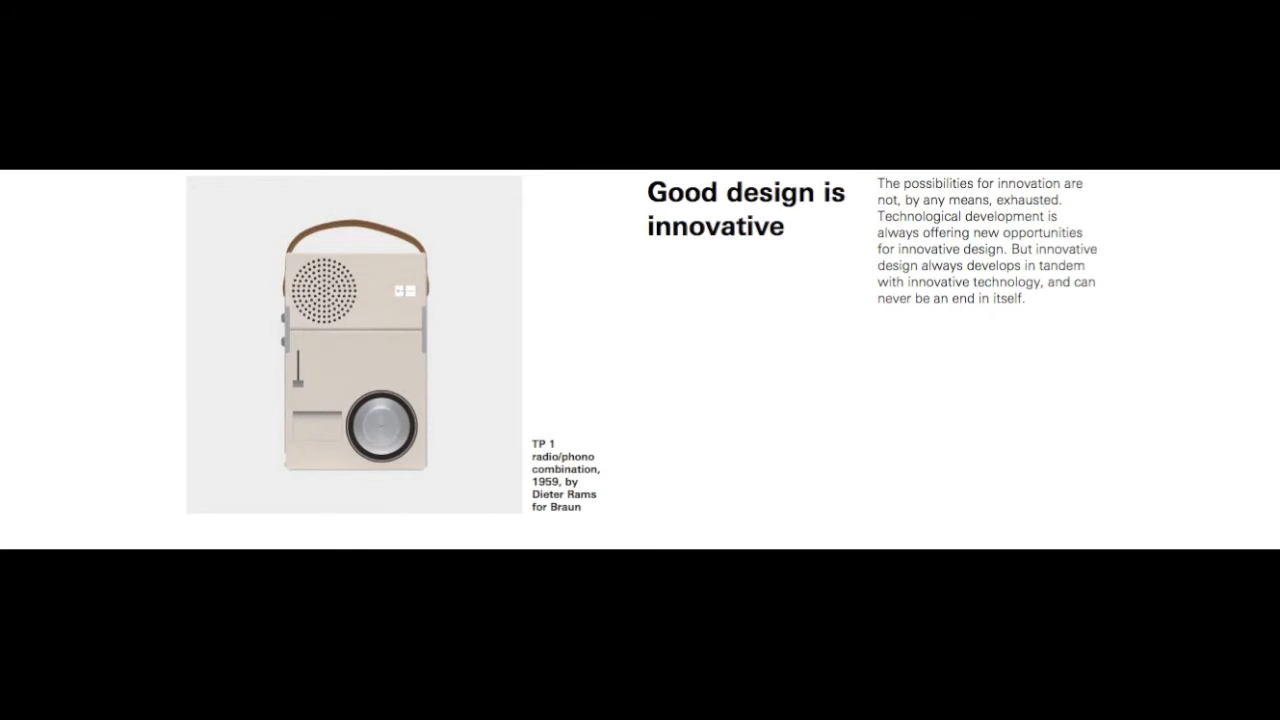 Good design is
innovative
The possibilities for innovation are
not, by any means, exhausted.
Technological development is
always offering new opportunities
for innovative design. But innovative
design always develops in tandem
with innovative technology, and can
never be an end in itself.
TP 1
radio/phono
combination,
1959, by
Dieter Rams
for Braun